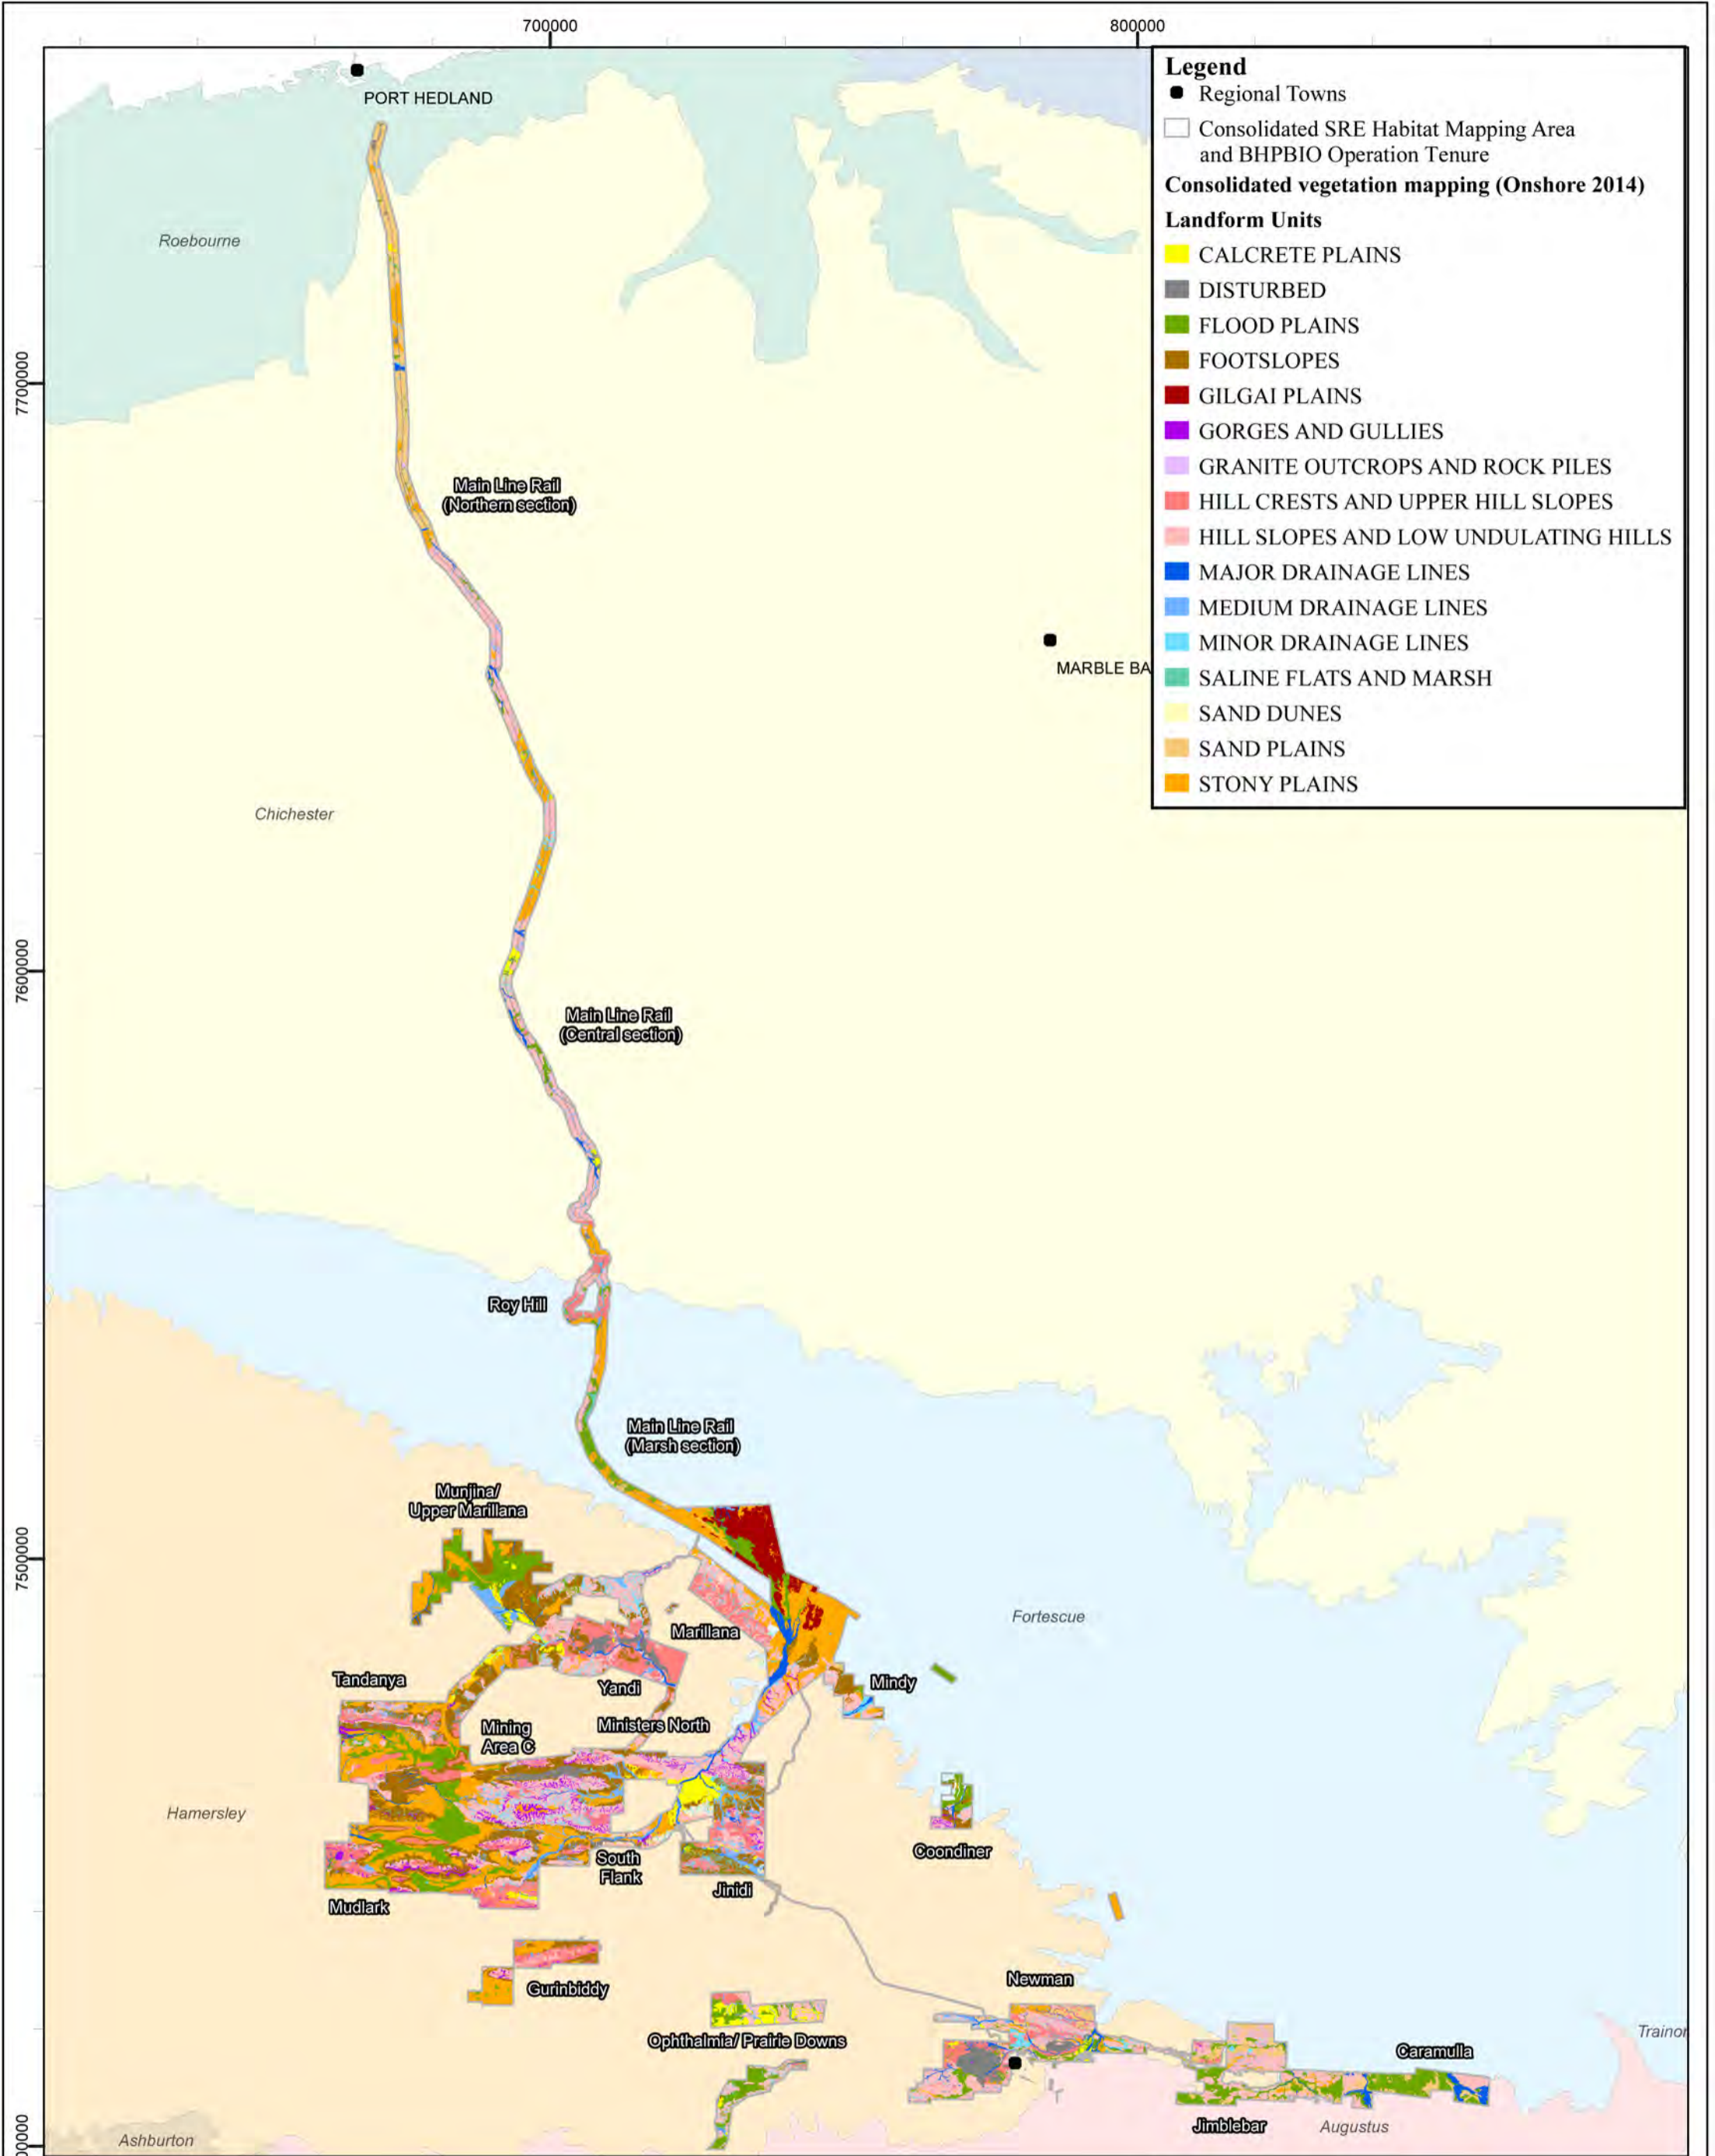 700000
800000
Legend
Regional Towns
Consolidated SRE Habitat Mapping Area
and BHPBIO Operation Tenure
Consolidated vegetation mapping (Onshore 2014)
Landform Units
CALCRETE PLAINS
DISTURBED
FLOOD PLAINS
FOOTSLOPES
GILGAI PLAINS
GORGES AND GULLIES
GRANITE OUTCROPS AND ROCK PILES
HILL CRESTS AND UPPER HILL SLOPES
HILL SLOPES AND LOW UNDULATING HILLS
MAJOR DRAINAGE LINES
MEDIUM DRAINAGE LINES
MINOR DRAINAGE LINES
SALINE FLATS AND MARSH
SAND DUNES
SAND PLAINS
STONY PLAINS
PORT HEDLAND
Roebourne
7700000
Main Line Rail
(Northern section)
MARBLE BA
Chichester
7600000
Main Line Rail
(Central section)
Roy Hill
Main Line Rail
(Marsh section)
Munjina/
Upper Marillana
7500000
Fortescue
Marillana
Tandanya
Yandi
Mindy
Mining
Area C
Ministers North
Hamersley
Coondiner
South
Flank
Jinidi
Mudlark
Gurinbiddy
Newman
Ophthalmia/ Prairie Downs
Trainor
Caramulla
Jimblebar
Augustus
Ashburton
00000